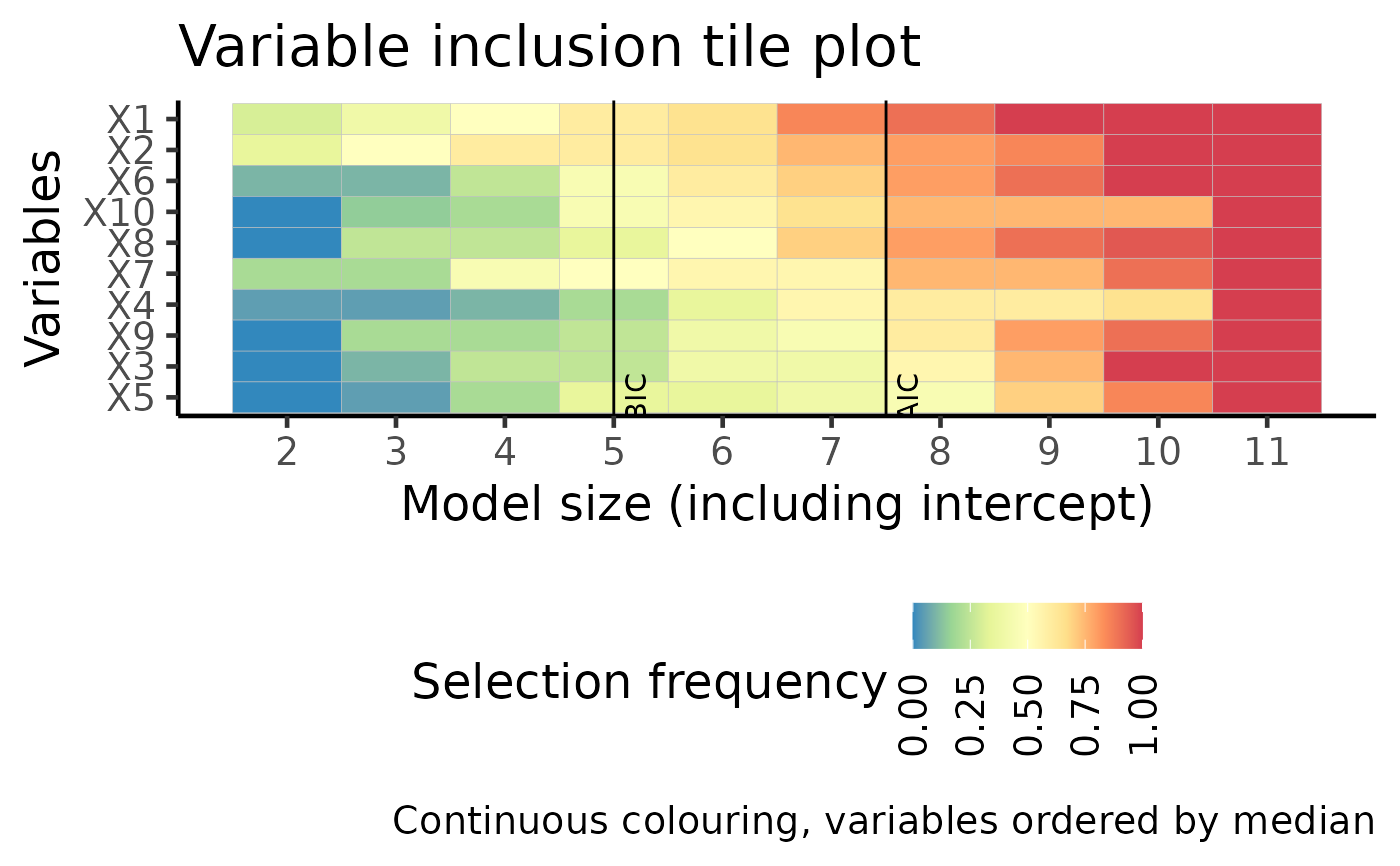 Variable inclusion tile plot
Variables
X1
X2
X6
X10
X8
X7
X4
X9
X3
X5
BIC
AIC
2 3 4 5 6 7 8 9 10 11
Model size (including intercept)
Selection frequency
0.00 0.25 0.50 0.75 1.00
Continuous colouring, variables ordered by median